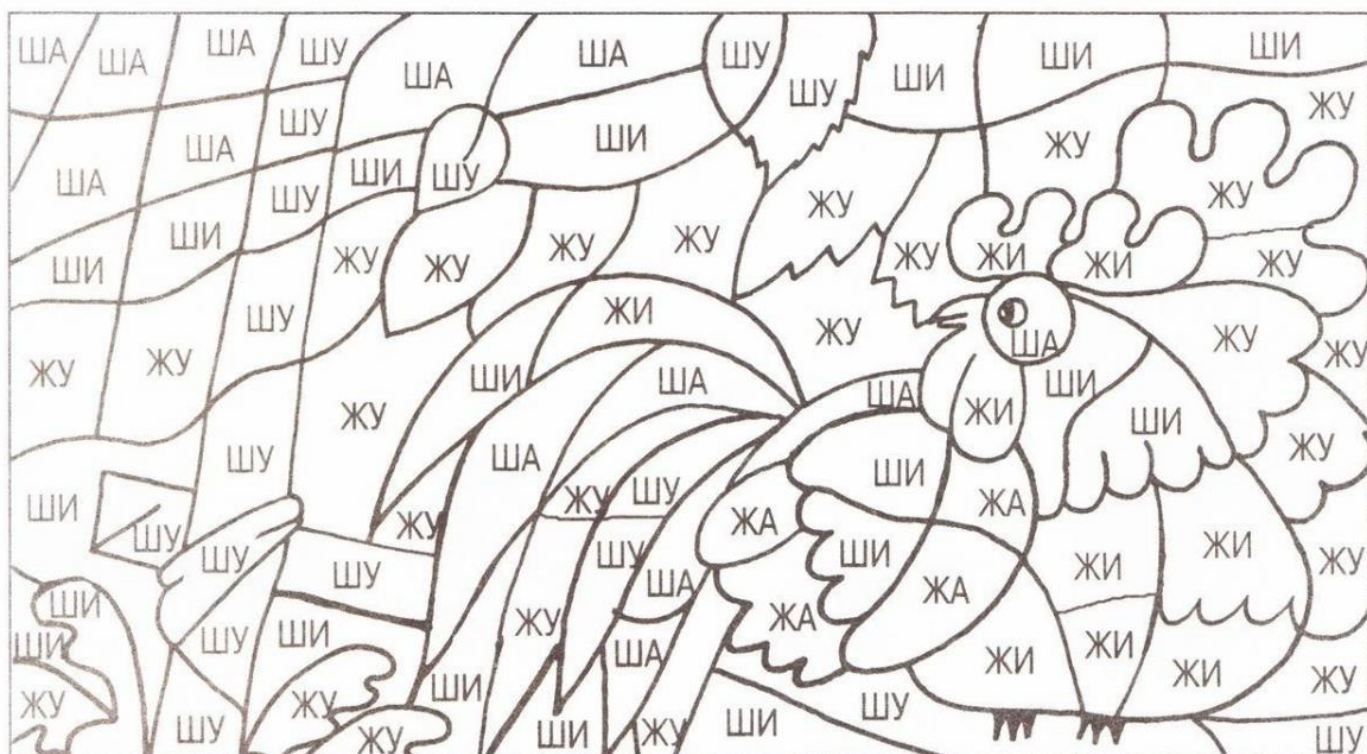 ША ША ША ШУ ША ША ШУ ШУ ШИ ШИ ШИ
ША ША ШУ ШИ ШУ ШИ ЖУ ЖУ
ШИ ШИ ШУ ЖУ ЖУ ЖУ ЖУ ЖУ ЖУ ЖИ ЖИ ЖУ ЖУ
ЖУ ЖУ ШУ ЖИ ЖУ ША ЖУ ЖУ
ШУ ЖУ ШИ ША ША ЖИ ШИ ШИ ЖУ
ШИ ШУ ША ЖУ ШУ ШИ ЖА
ШУ ШУ ЖУ ШУ ЖА ШИ ЖИ ЖИ ЖУ
ШИ ШУ ША ЖА
ШИ ШУ ШИ ЖУ ША ЖА ЖИ ЖИ ЖИ ЖУ
ЖУ ШУ ЖУ ЖУ ШИ ШИ ЖУ ШИ ШУ ШУ